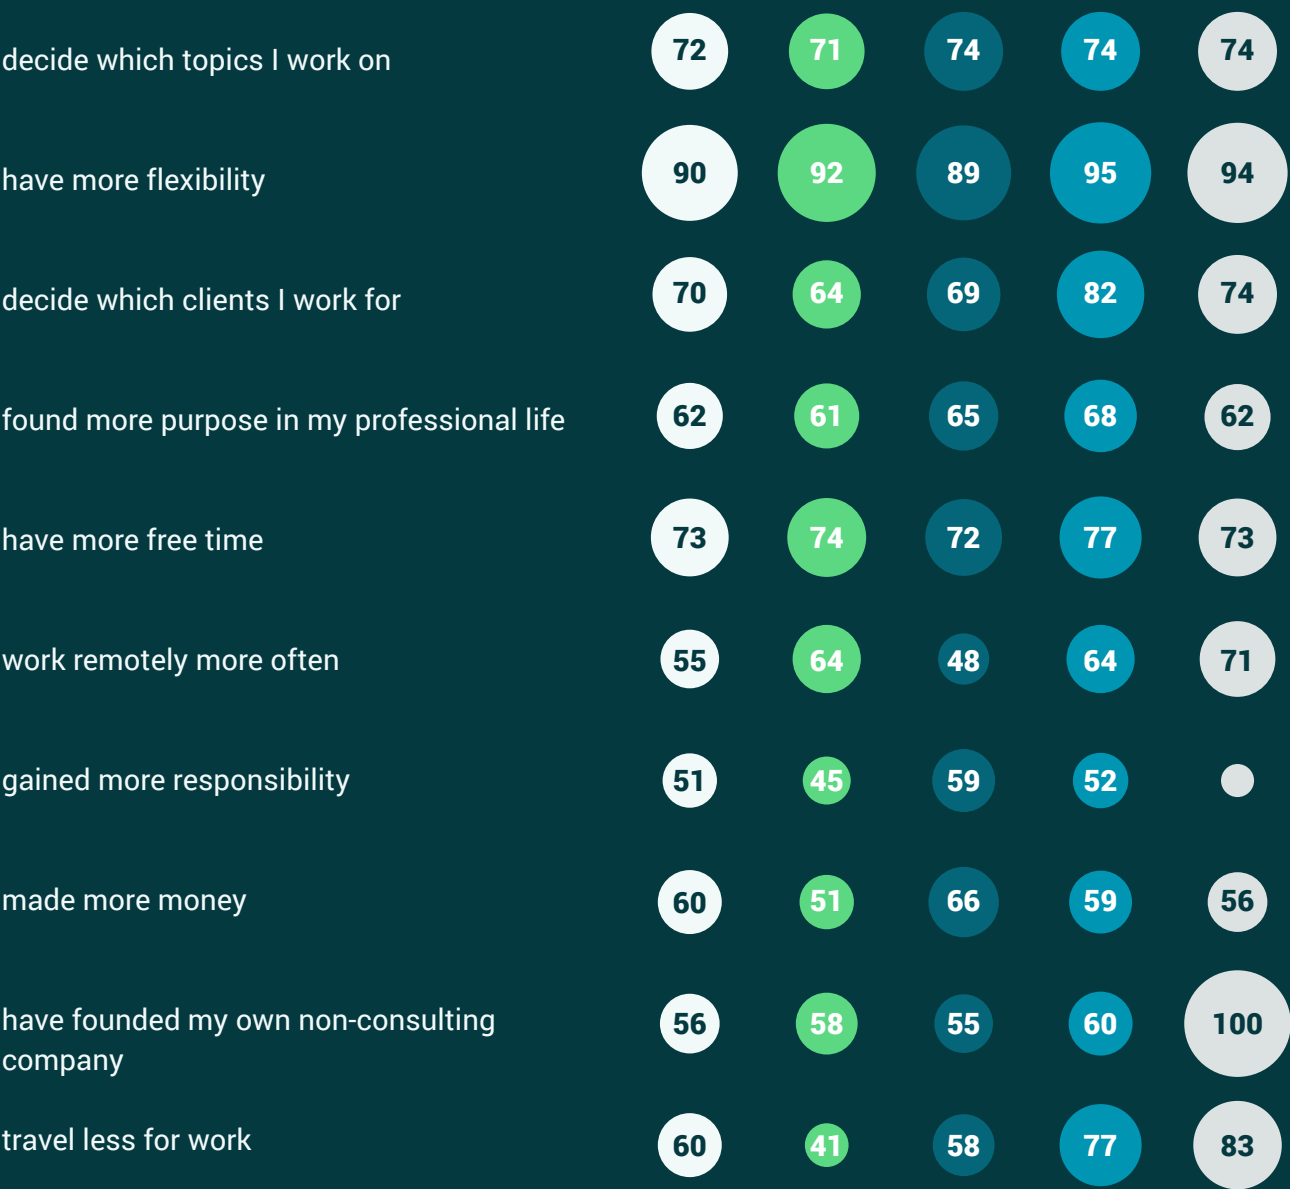 decide which topics I work on 72 71 74 74 74
have more flexibility 90 92 89 95 94
decide which clients I work for 70 64 69 82 74
found more purpose in my professional life 62 61 65 68 62
have more free time 73 74 72 77 73
work remotely more often 55 64 48 64 71
gained more responsibility 51 45 59 52
made more money 60 51 66 59 56
have founded my own non-consulting 56 58 55 60 100
company
travel less for work 60 41 58 77 83